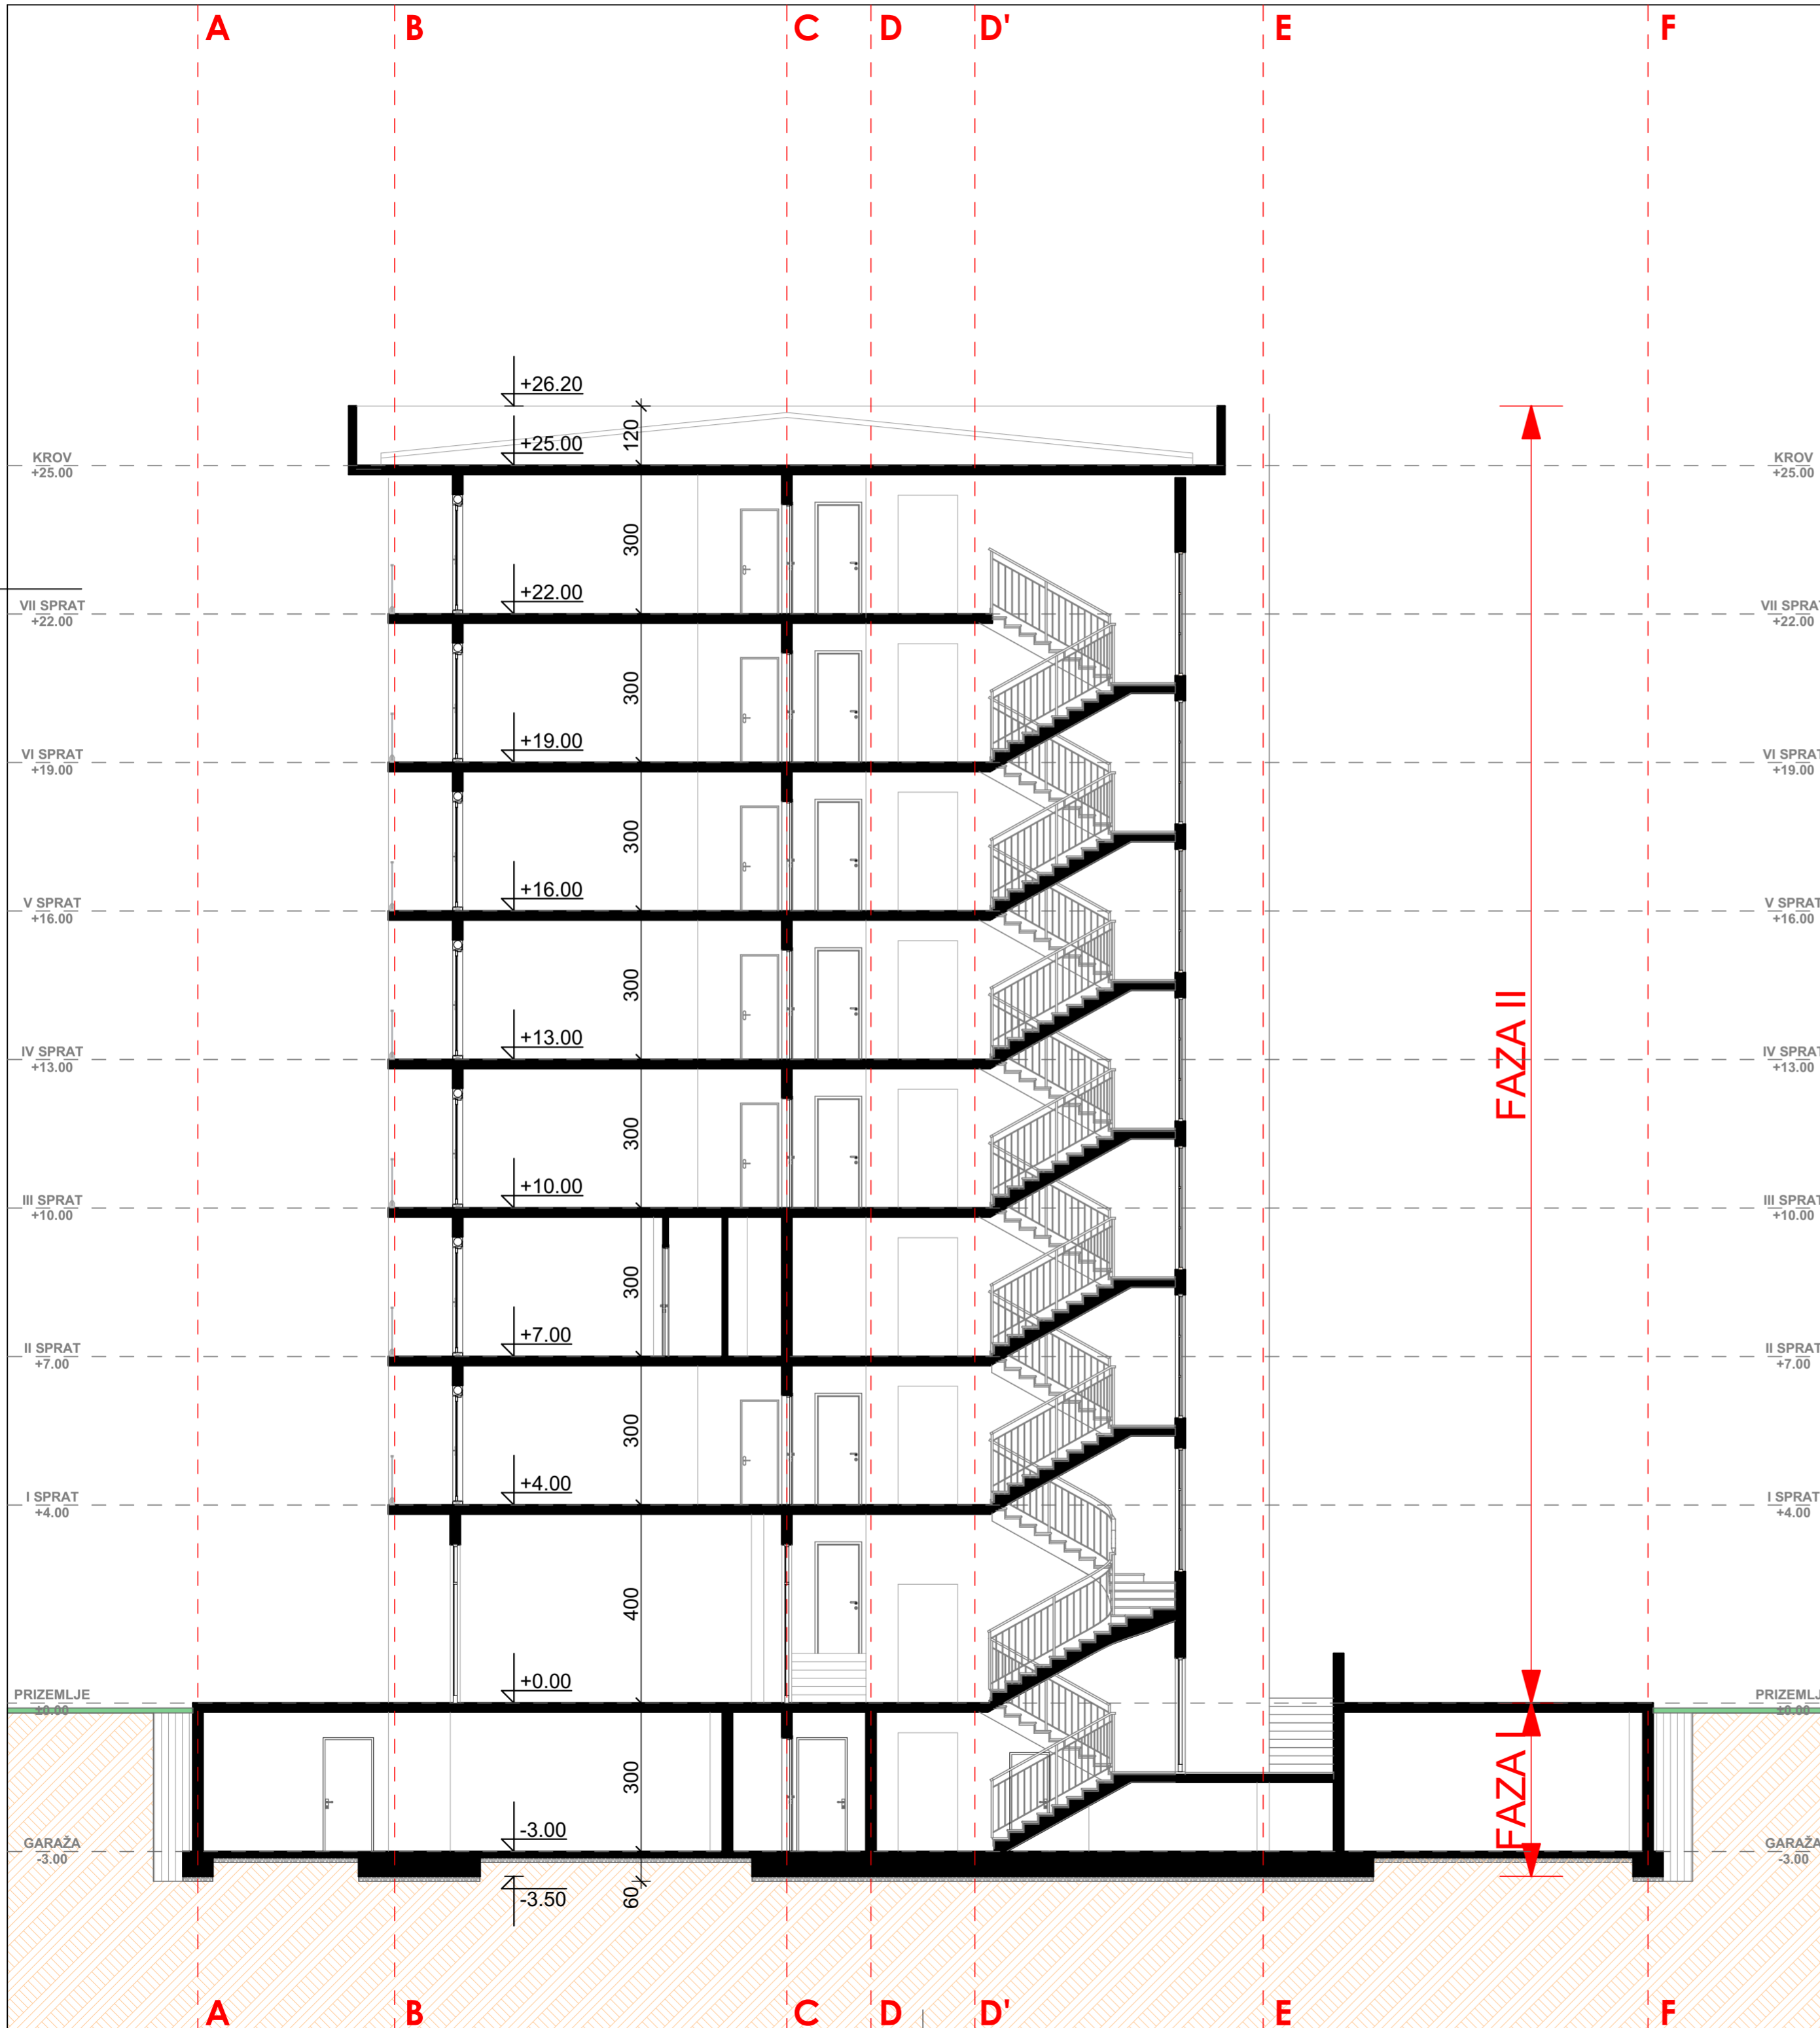 A B C D D' E F
+26.20
120
+25.00
KROV
+25.00
KROV
+25.00
300
+22.00
VII SPRAT
+22.00
VII SPRAT
+22.00
300
+19.00
VI SPRAT
+19.00
VI SPRAT
+19.00
300
+16.00
V SPRAT
+16.00
V SPRAT
+16.00
300
+13.00
IV SPRAT
+13.00
IV SPRAT
+13.00
FAZA II
300
+10.00
III SPRAT
+10.00
III SPRAT
+10.00
300
+7.00
II SPRAT
+7.00
II SPRAT
+7.00
300
+4.00
I SPRAT
+4.00
I SPRAT
+4.00
400
+0.00
PRIZEMLJE
±0.00
PRIZEMLJ
±0.00
300
FAZA I
-3.00
GARAŽA
-3.00
GARAŽA
-3.00
-3.50
60
A B C D D' E F